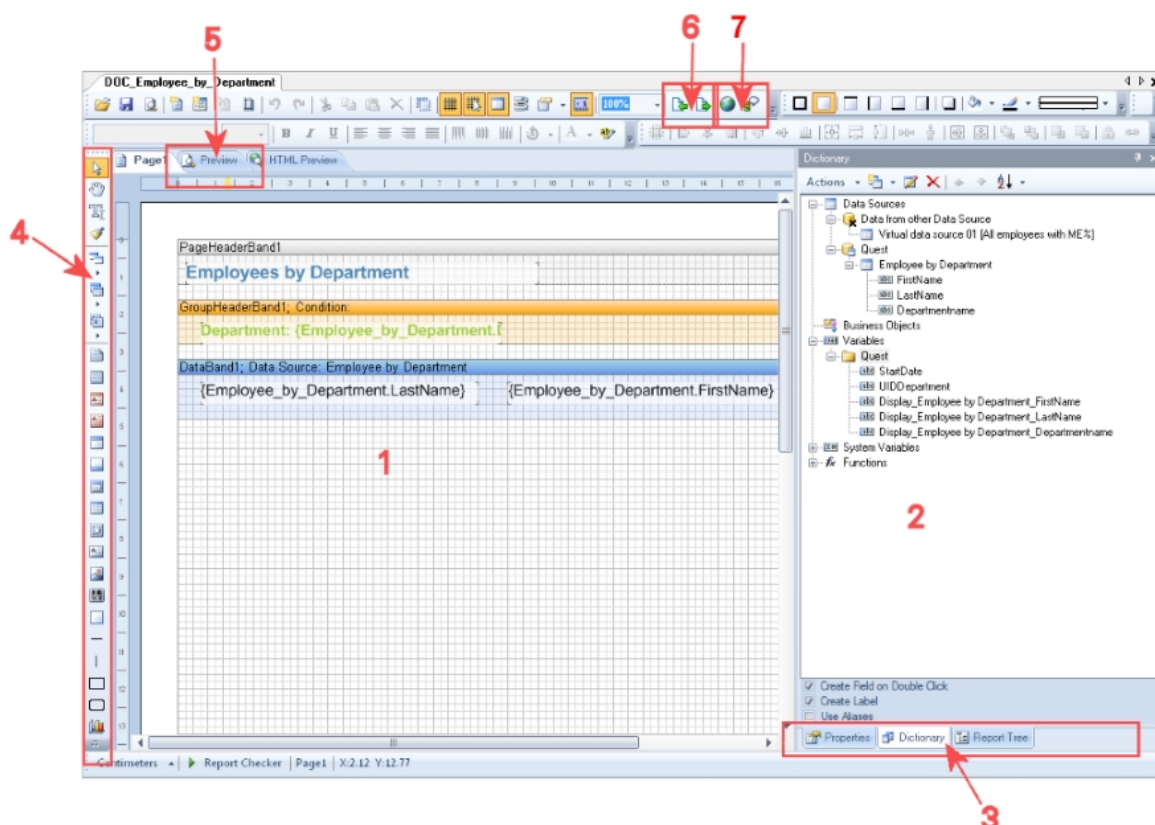 5
6
7
DOC_Employee_by_Department
100%
B I U
A
Page1 Preview HTML Preview
Dictionary
Actions
4
PageHeaderBand1
Employees by Department
GroupHeaderBand1; Condition:
Department: {Employee_by_Department.
DataBand1; Data Source: Employee by Department
{Employee_by_Department.LastName} {Employee_by_Department.FirstName}
1
Data Sources
Data from other Data Source
Virtual data source 01 [All employees with ME%]
Quest
Employee by Department
FirstName
LastName
Departmentname
Business Objects
Variables
Quest
StartDate
UIDDepartment
Display_Employee by Department_FirstName
Display_Employee by Department_LastName
Display_Employee by Department_Departmentname
System Variables
fx Functions
2
Create Field on Double Click
Create Label
Use Aliases
Properties Dictionary Report Tree
Centimeters Report Checker Page1 X:2.12 Y:12.77
3